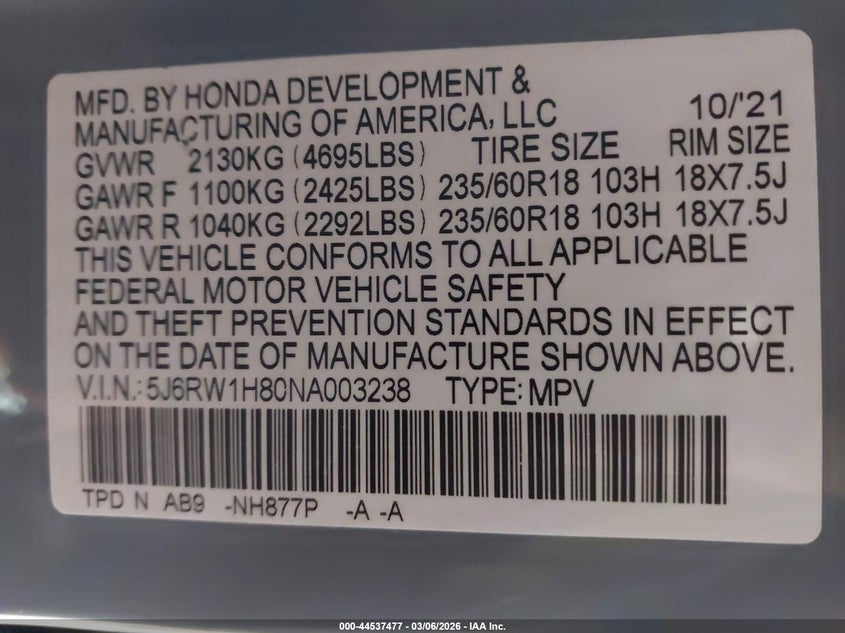 MFD. BY HONDA DEVELOPMENT &
MANUFACTURING OF AMERICA, LLC 10/'21
GVWR 2130KG (4695LBS) TIRE SIZE RIM SIZE
GAWR F 1100KG (2425LBS) 235/60R18 103H 18X7.5J
GAWR R 1040KG (2292LBS) 235/60R18 103H 18X7.5J
THIS VEHICLE CONFORMS TO ALL APPLICABLE
FEDERAL MOTOR VEHICLE SAFETY
AND THEFT PREVENTION STANDARDS IN EFFECT
ON THE DATE OF MANUFACTURE SHOWN ABOVE.
V.I.N.: 5J6RW1H80NA003238 TYPE: MPV
TPD N AB9 -NH877P -A -A
000-44537477 - 03/06/2026 - IAA Inc.